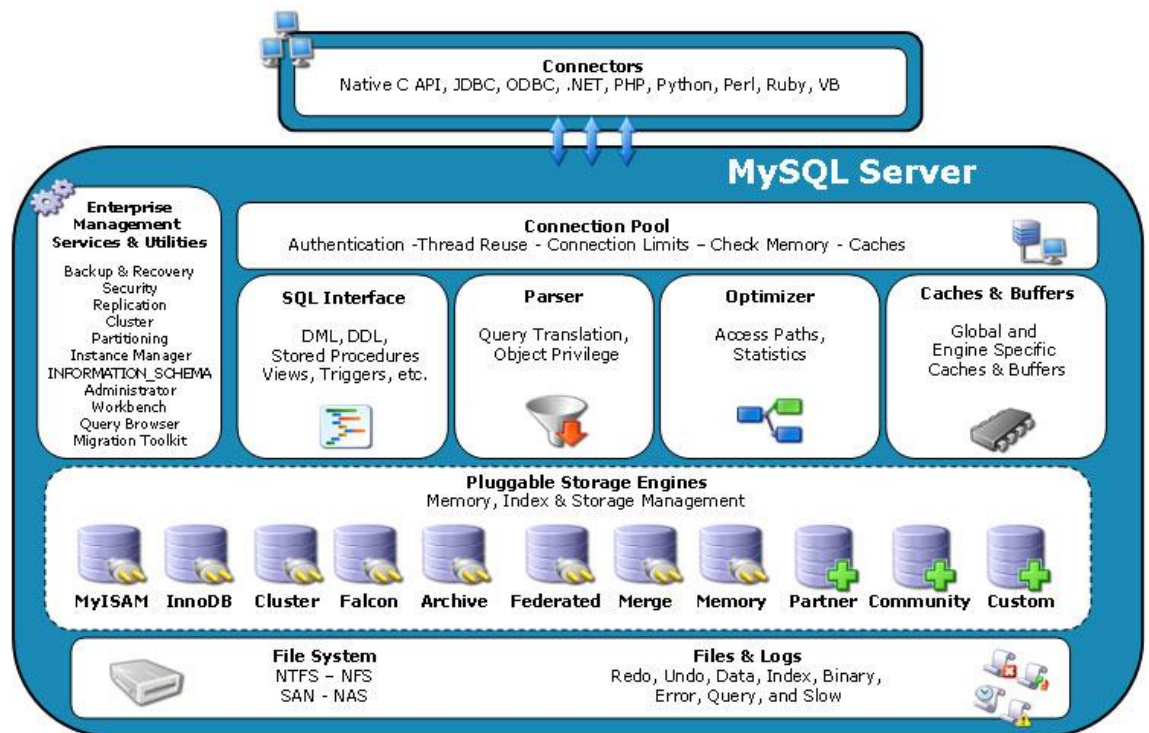 Connectors
Native C API, JDBC, ODBC, .NET, PHP, Python, Perl, Ruby, VB
MySQL Server
Enterprise
Management
Services & Utilities
Backup & Recovery
Security
Replication
Cluster
Partitioning
Instance Manager
INFORMATION_SCHEMA
Administrator
Workbench
Query Browser
Migration Toolkit
Connection Pool
Authentication -Thread Reuse - Connection Limits – Check Memory - Caches
SQL Interface
DML, DDL,
Stored Procedures
Views, Triggers, etc.
Parser
Query Translation,
Object Privilege
Optimizer
Access Paths,
Statistics
Caches & Buffers
Global and
Engine Specific
Caches & Buffers
Pluggable Storage Engines
Memory, Index & Storage Management
MyISAM InnoDB Cluster Falcon Archive Federated Merge Memory Partner Community Custom
File System
NTFS – NFS
SAN - NAS
Files & Logs
Redo, Undo, Data, Index, Binary,
Error, Query, and Slow